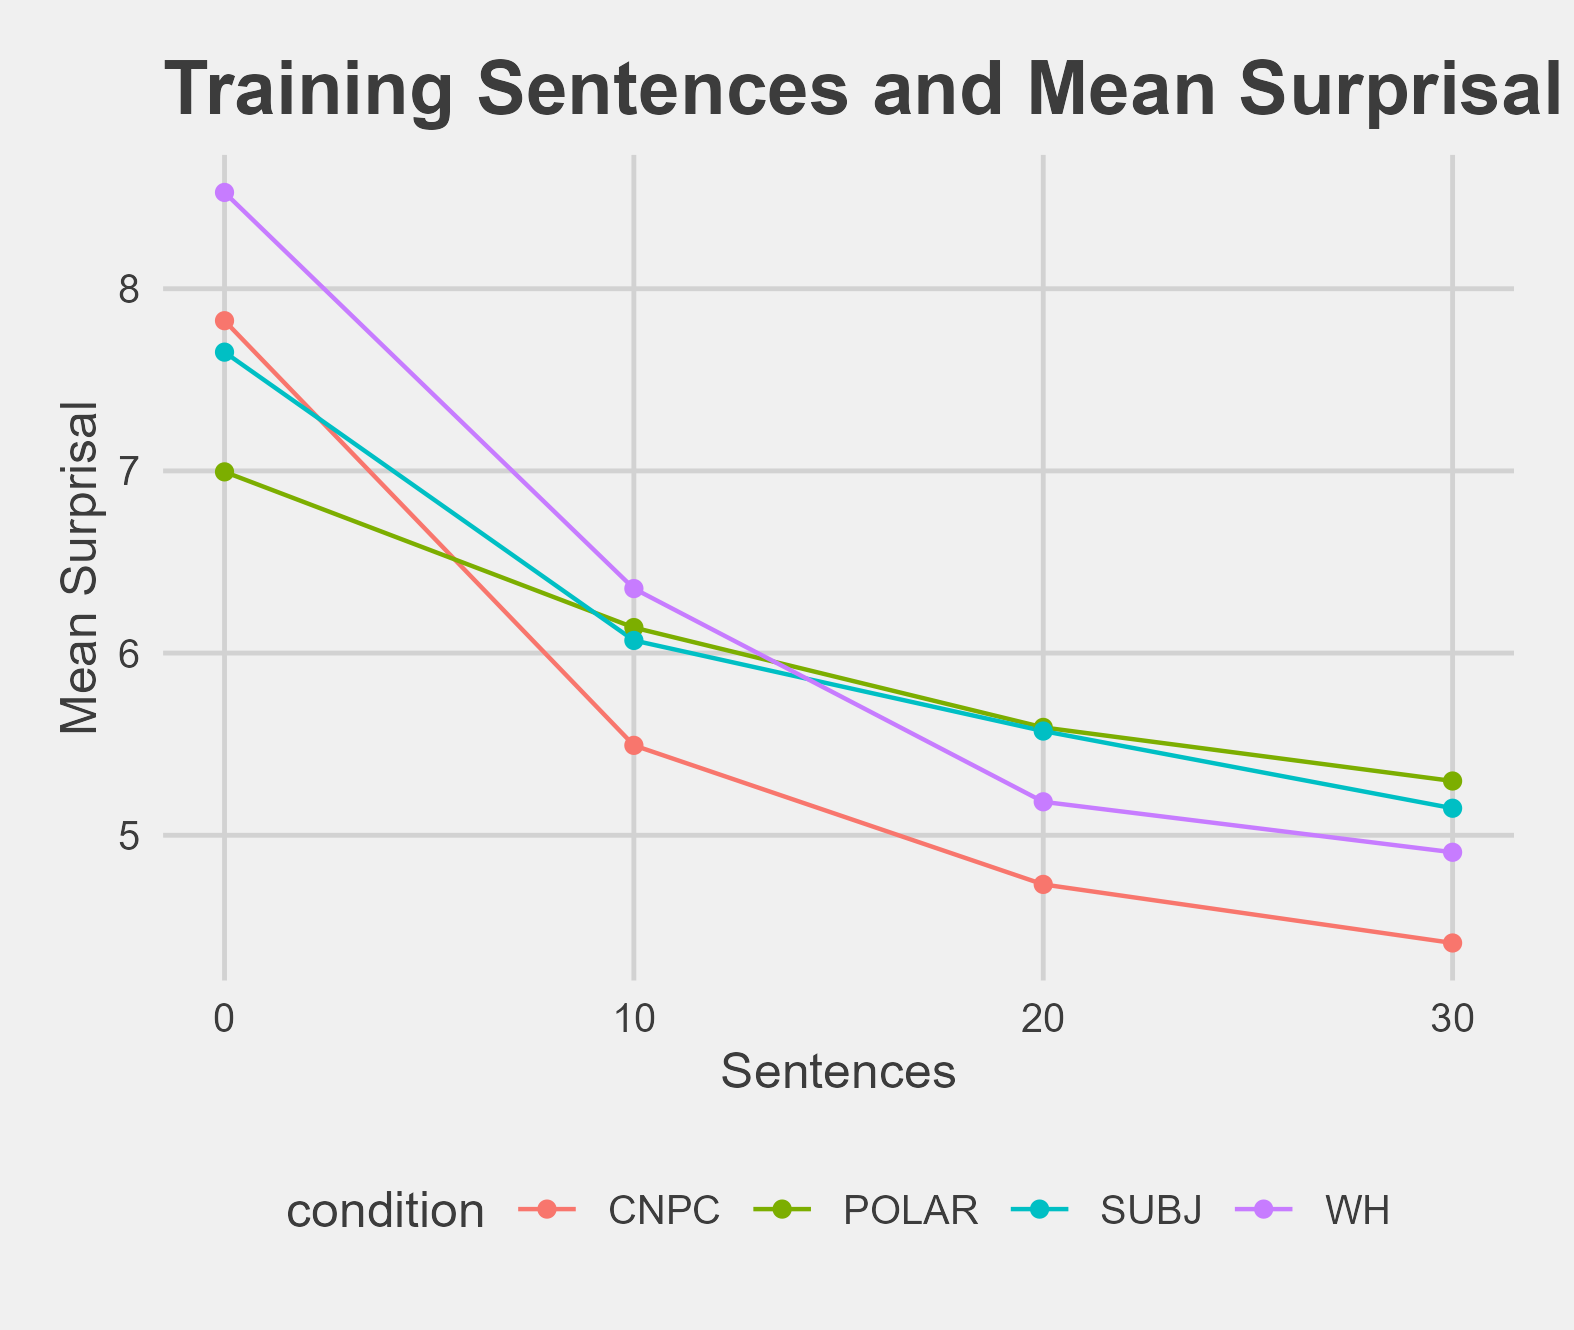 Training Sentences and Mean Surprisal
8
7
6
5
Mean Surprisal
0 10 20 30
Sentences
condition CNPC POLAR SUBJ WH